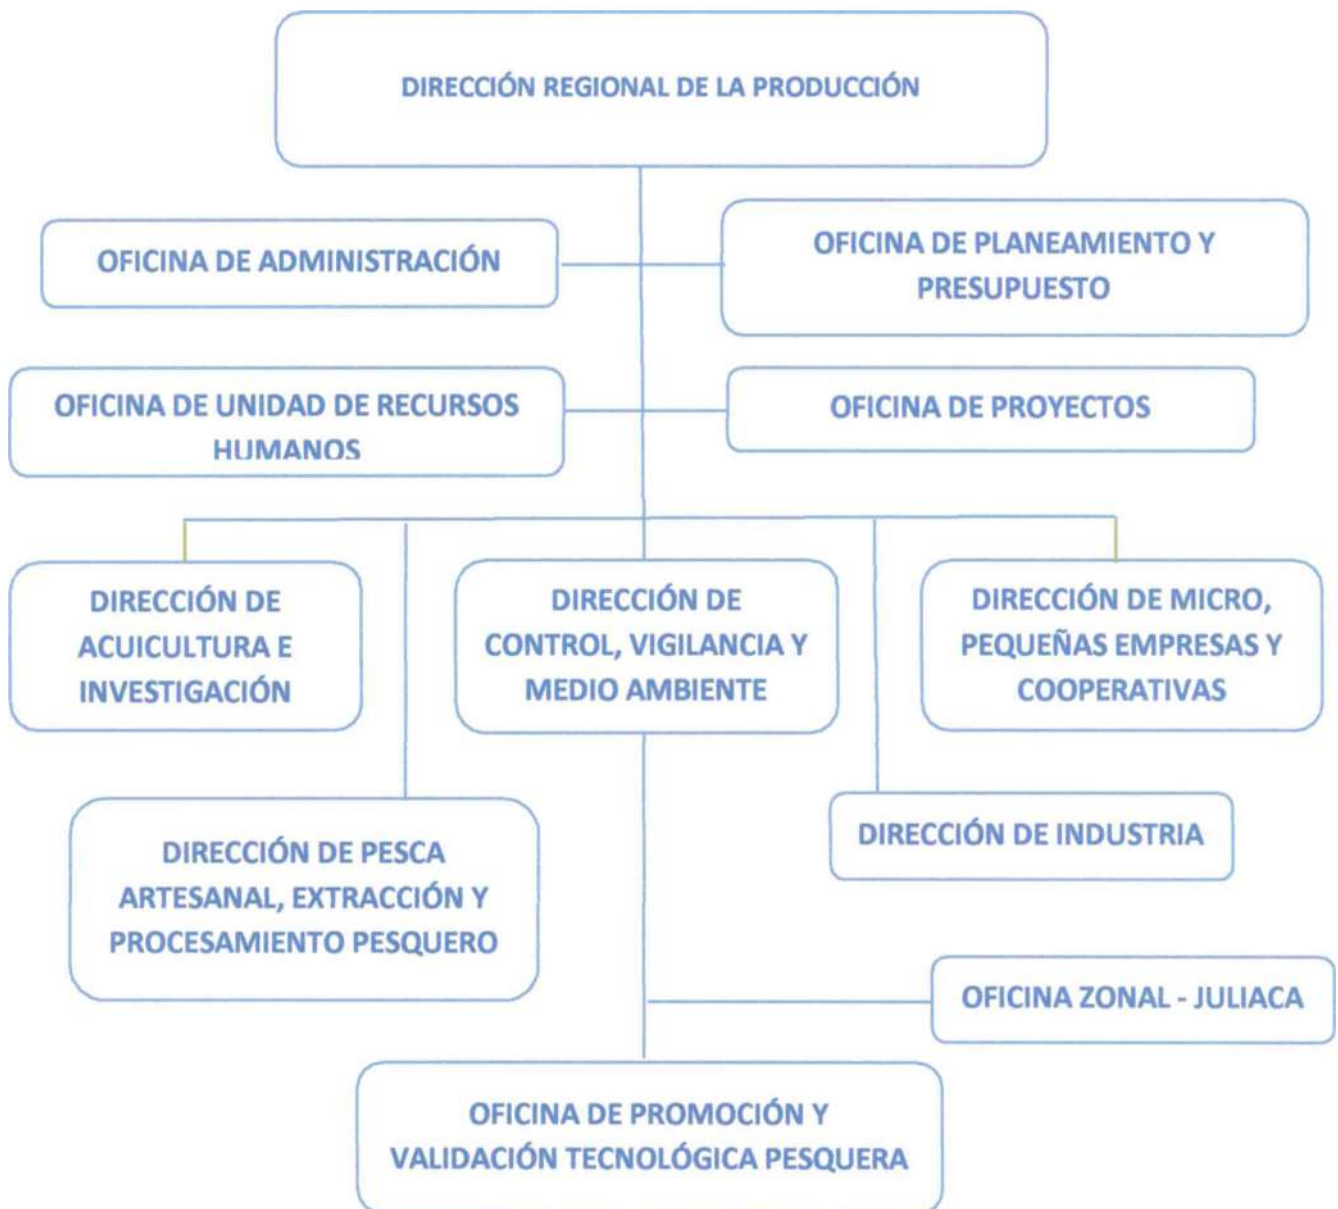 DIRECCIÓN REGIONAL DE LA PRODUCCIÓN
OFICINA DE ADMINISTRACIÓN
OFICINA DE PLANEAMIENTO Y
PRESUPUESTO
OFICINA DE UNIDAD DE RECURSOS
HUMANOS
OFICINA DE PROYECTOS
DIRECCIÓN DE
ACUICULTURA E
INVESTIGACIÓN
DIRECCIÓN DE
CONTROL, VIGILANCIA Y
MEDIO AMBIENTE
DIRECCIÓN DE MICRO,
PEQUEÑAS EMPRESAS Y
COOPERATIVAS
DIRECCIÓN DE PESCA
ARTESANAL, EXTRACCIÓN Y
PROCESAMIENTO PESQUERO
DIRECCIÓN DE INDUSTRIA
OFICINA ZONAL - JULIACA
OFICINA DE PROMOCIÓN Y
VALIDACIÓN TECNOLÓGICA PESQUERA